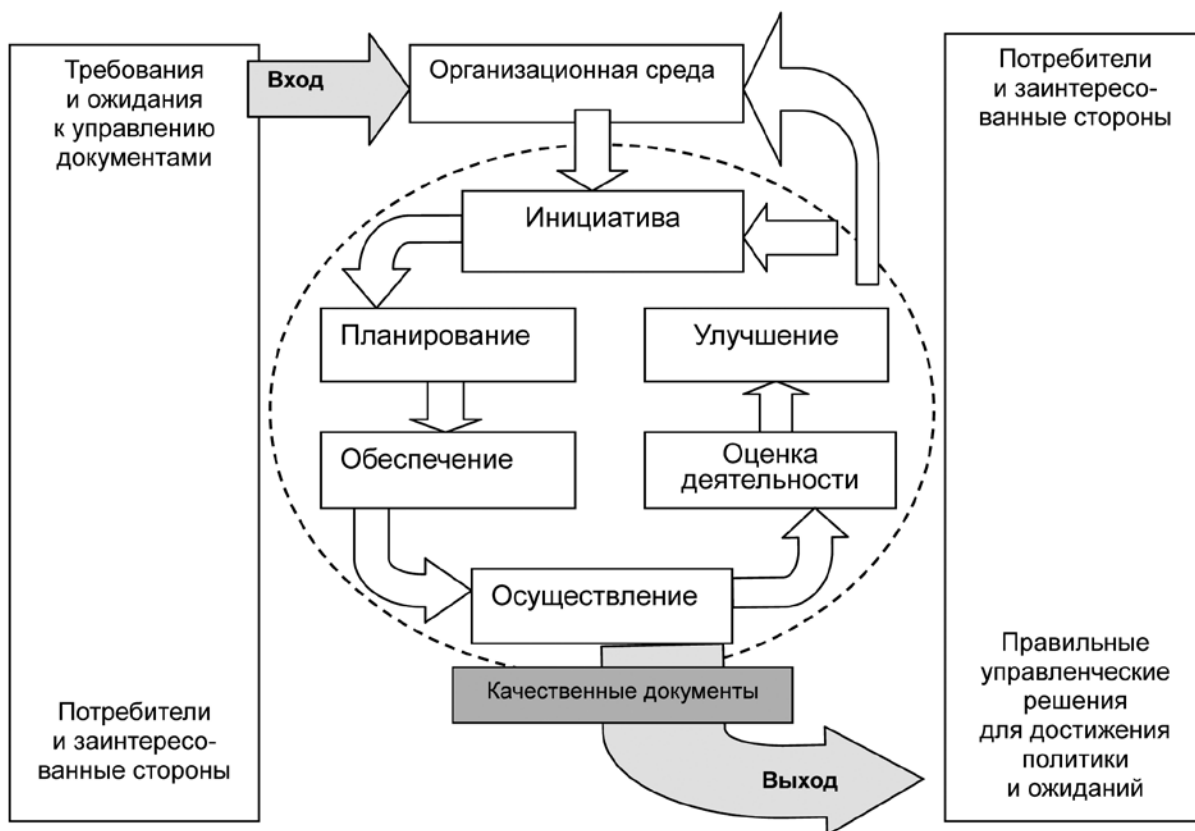 Требования
и ожидания
к управлению
документами
Вход
Организационная среда
Потребители
и заинтересо-
ванные стороны
Инициатива
Планирование
Улучшение
Обеспечение
Оценка
деятельности
Осуществление
Качественные документы
Выход
Потребители
и заинтересо-
ванные стороны
Правильные
управленческие
решения
для достижения
политики
и ожиданий